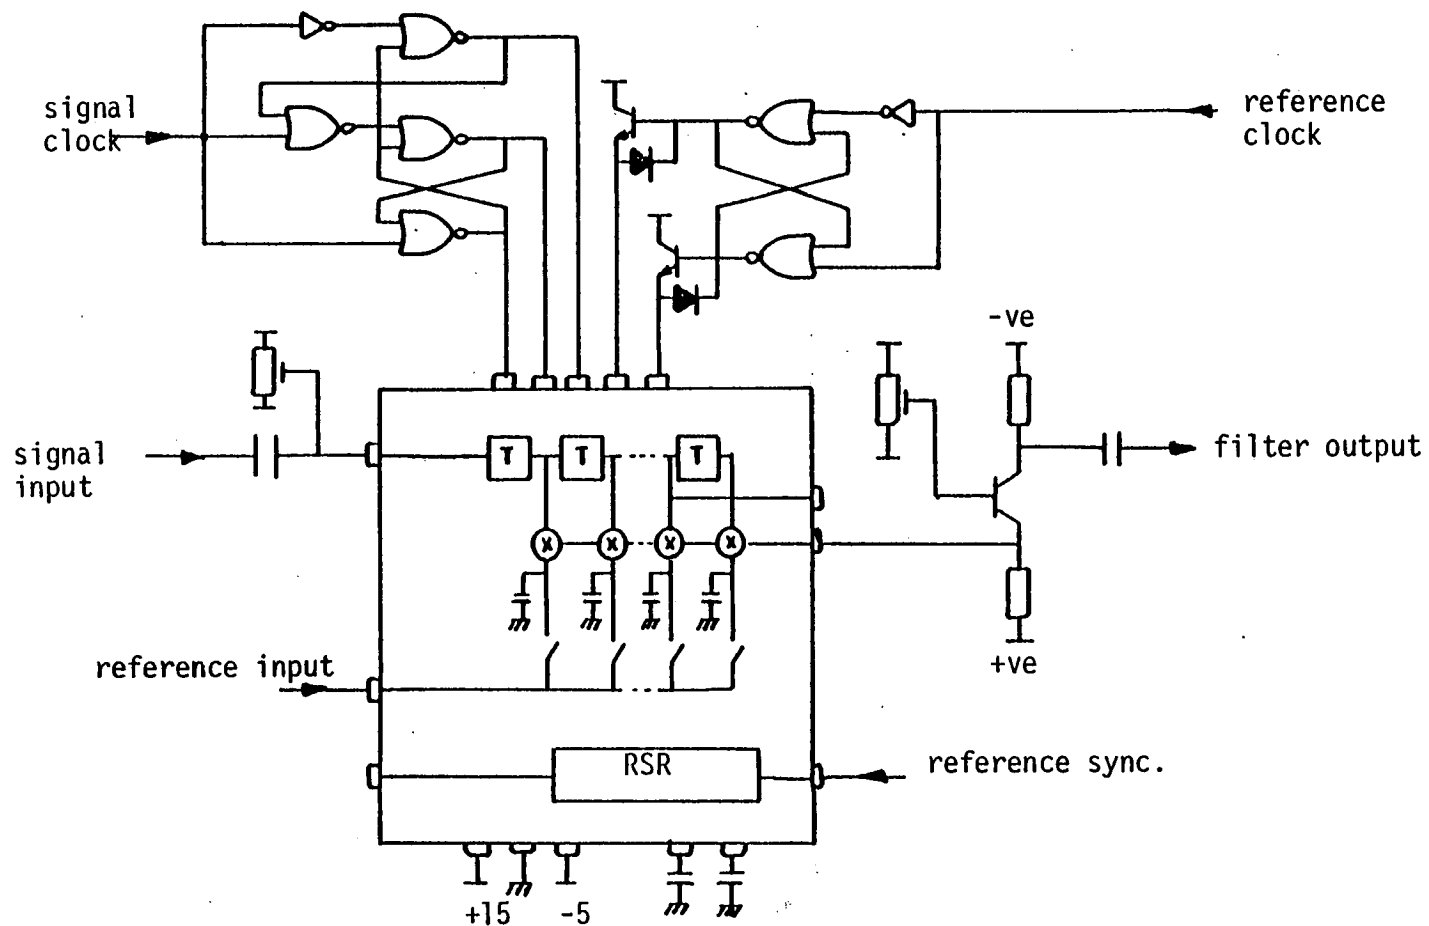 signal
clock
reference
clock
-ve
signal
input
T
T
T
filter output
X
X
X
X
+ve
reference input
RSR
reference sync.
+15
-5